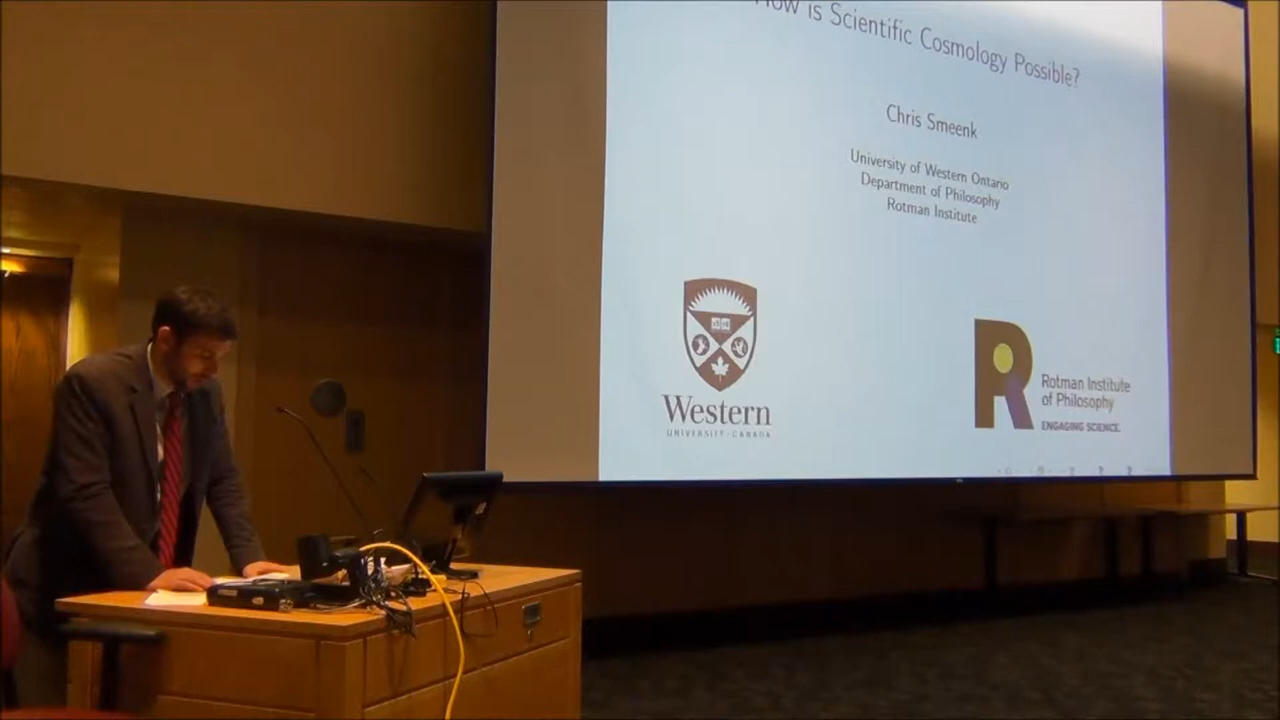 How is Scientific Cosmology Possible?
Chris Smeenk
University of Western Ontario
Department of Philosophy
Rotman Institute
Western
UNIVERSITY · CANADA
R
Rotman Institute
of Philosophy
ENGAGING SCIENCE.